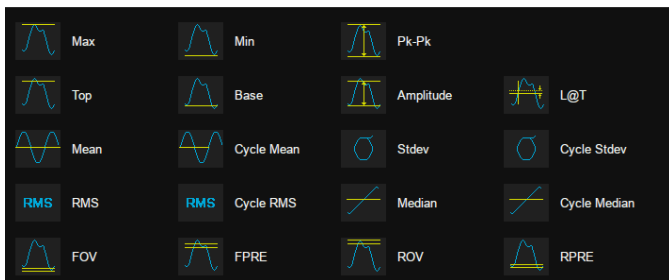 Max Min Pk-Pk
Top Base Amplitude L@T
Mean Cycle Mean Stdev Cycle Stdev
RMS RMS RMS Cycle RMS Median Cycle Median
FOV FPRE ROV RPRE